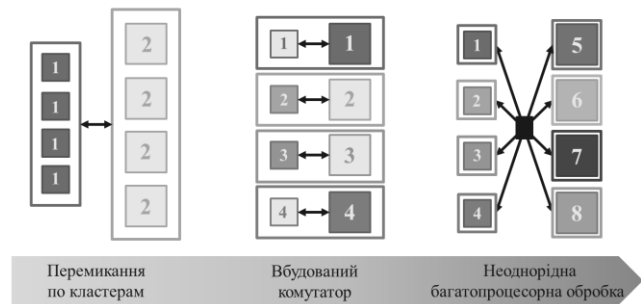 1
1
1
1
2
2
2
2
1 1
2 2
3 3
4 4
1 5
2 6
3 7
4 8
Перемикання
по кластерам
Вбудований
комутатор
Неоднорідна
багатопроцесорна обробка